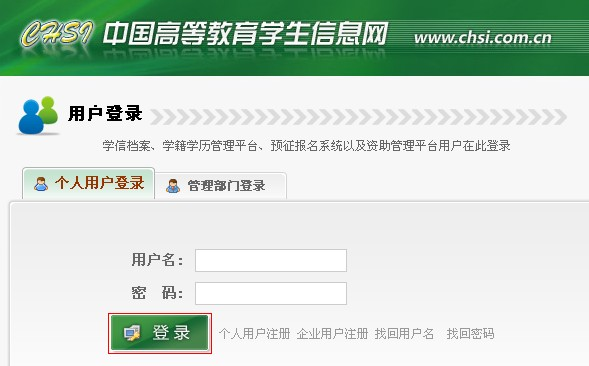 CHSI 中国高等教育学生信息网 www.chsi.com.cn
用户登录
学信档案、学籍学历管理平台、预征报名系统以及资助管理平台用户在此登录
个人用户登录 管理部门登录
用户名：
密 码：
登录 个人用户注册 企业用户注册 找回用户名 找回密码